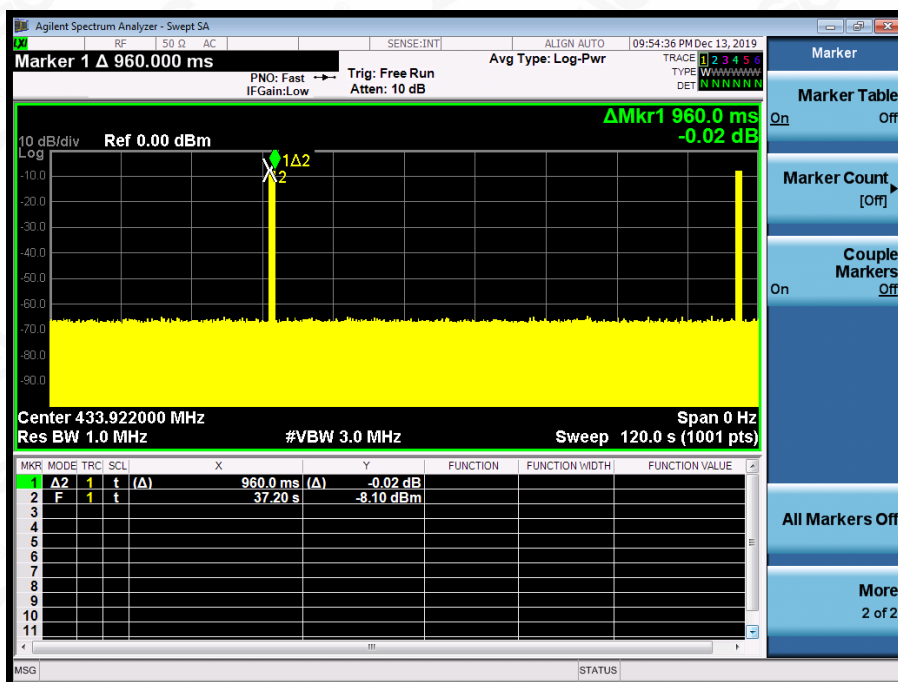 Agilent Spectrum Analyzer - Swept SA
LXI RF 50 Ω AC SENSE:INT ALIGN AUTO 09:54:36 PM Dec 13, 2019
Marker 1 Δ 960.000 ms
PNO: Fast
IFGain:Low
Trig: Free Run
Atten: 10 dB
Avg Type: Log-Pwr
TRACE 1 2 3 4 5 6
TYPE WWWWWW
DET N N N N N N
ΔMkr1 960.0 ms
-0.02 dB
10 dB/div Ref 0.00 dBm
Log
1Δ2
2
-10.0
-20.0
-30.0
-40.0
-50.0
-60.0
-70.0
-80.0
-90.0
Center 433.922000 MHz Span 0 Hz
Res BW 1.0 MHz #VBW 3.0 MHz Sweep 120.0 s (1001 pts)
MKR MODE TRC SCL X Y FUNCTION FUNCTION WIDTH FUNCTION VALUE
1 Δ2 1 t (Δ) 960.0 ms (Δ) -0.02 dB
2 F 1 t 37.20 s -8.10 dBm
3
4
5
6
7
8
9
10
11
MSG STATUS
Marker
Marker Table
On Off
Marker Count
[Off]
Couple
Markers
On Off
All Markers Off
More
2 of 2